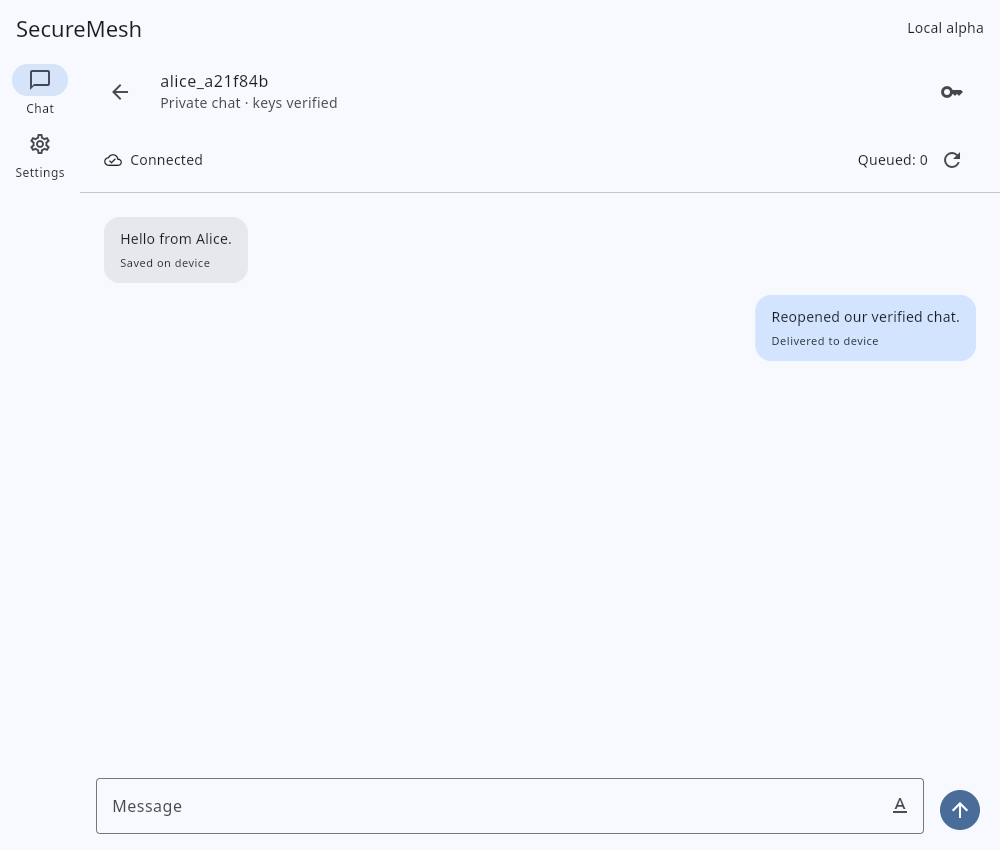 SecureMesh
Local alpha
Chat
Settings
alice_a21f84b
Private chat · keys verified
Connected
Queued: 0
Hello from Alice.
Saved on device
Reopened our verified chat.
Delivered to device
Message